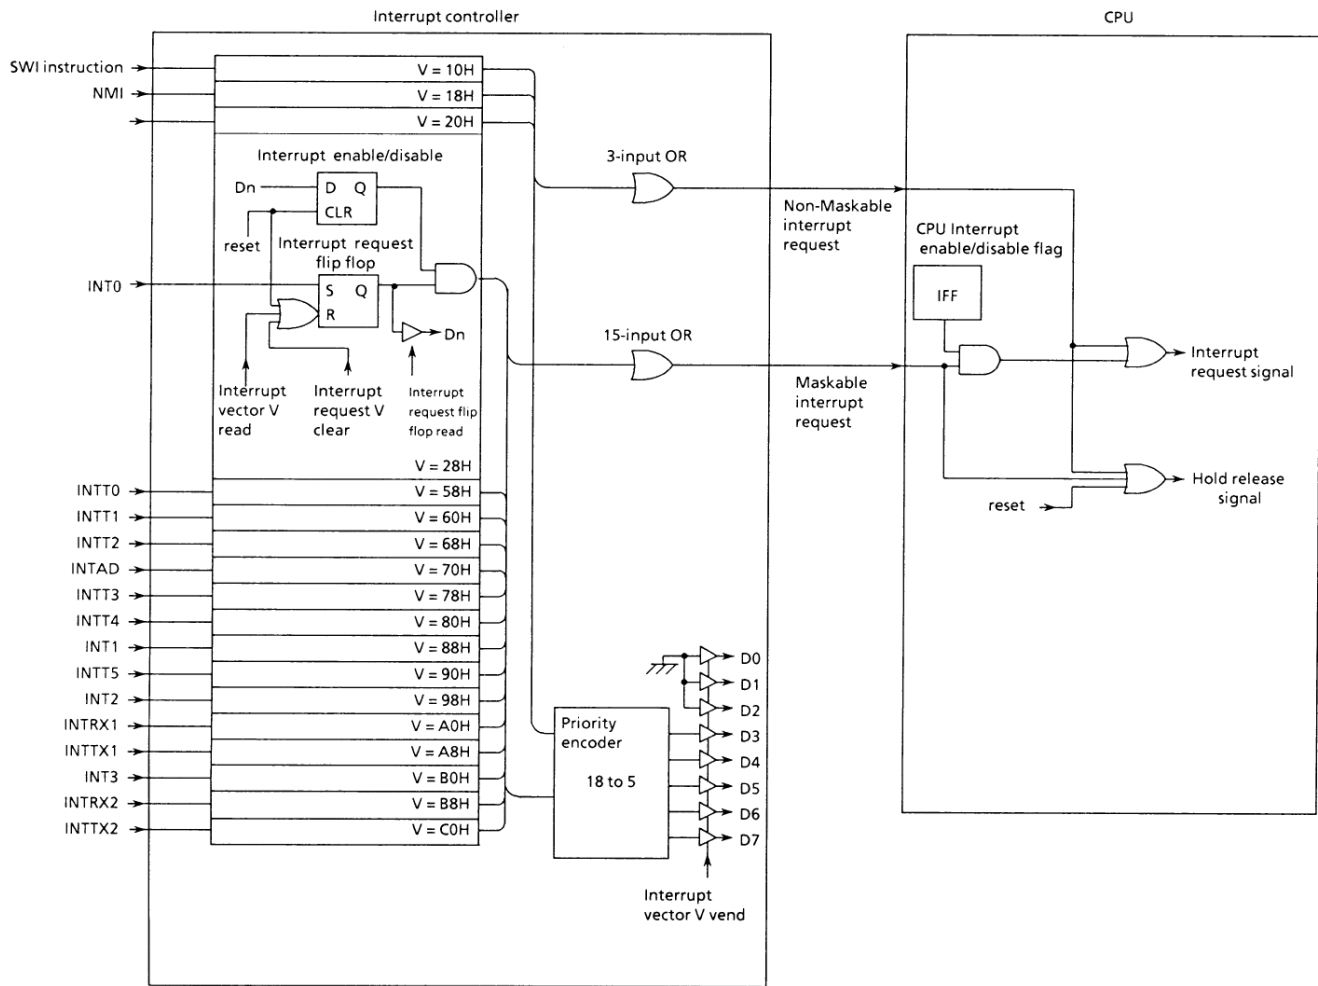 Interrupt controller
CPU
SWI instruction
V = 10H
NMI
V = 18H
V = 20H
Interrupt enable/disable
3-input OR
Dn
D Q
CLR
Non-Maskable
interrupt
request
reset
Interrupt request
flip flop
CPU Interrupt
enable/disable flag
INT0
S Q
R
IFF
Dn
15-input OR
Interrupt
request signal
Maskable
interrupt
request
Interrupt
vector V
read
Interrupt
request V
clear
Interrupt
request flip
flop read
V = 28H
Hold release
signal
reset
INTT0
V = 58H
INTT1
V = 60H
INTT2
V = 68H
INTAD
V = 70H
INTT3
V = 78H
INTT4
V = 80H
INT1
V = 88H
INTT5
V = 90H
INT2
V = 98H
INTRX1
V = A0H
INTTX1
V = A8H
INT3
V = B0H
INTRX2
V = B8H
INTTX2
V = C0H
Priority
encoder
18 to 5
D0
D1
D2
D3
D4
D5
D6
D7
Interrupt
vector V vend